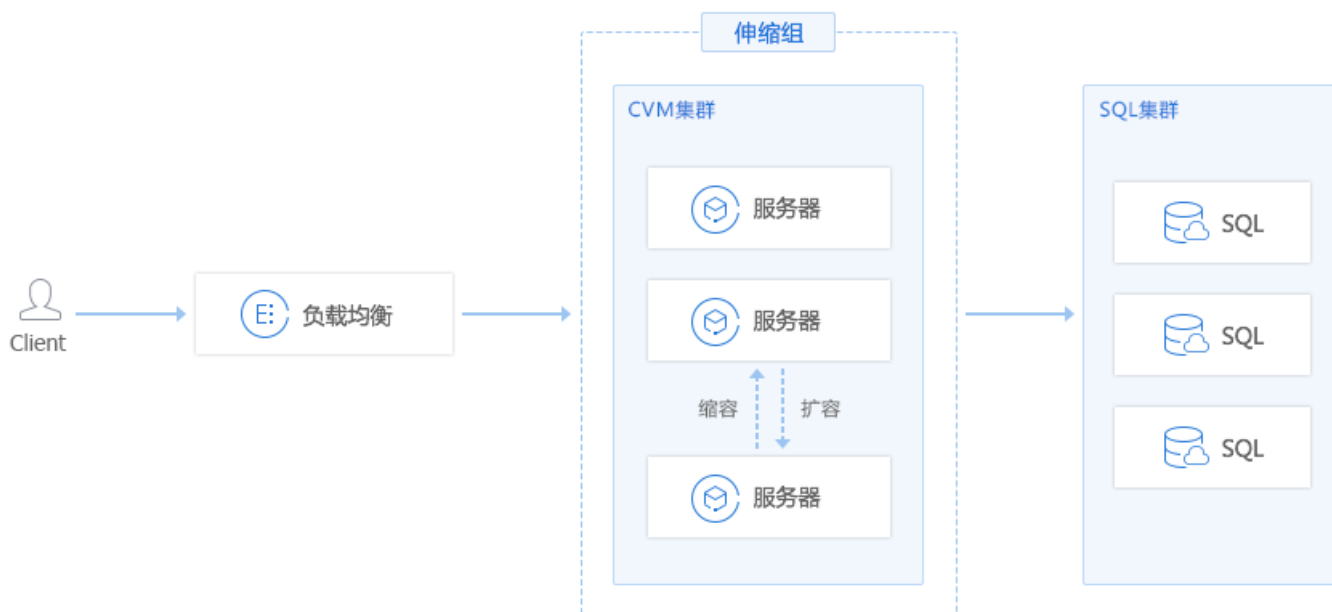 伸缩组
CVM集群
SQL集群
服务器
SQL
Client
负载均衡
服务器
SQL
缩容
扩容
服务器
SQL